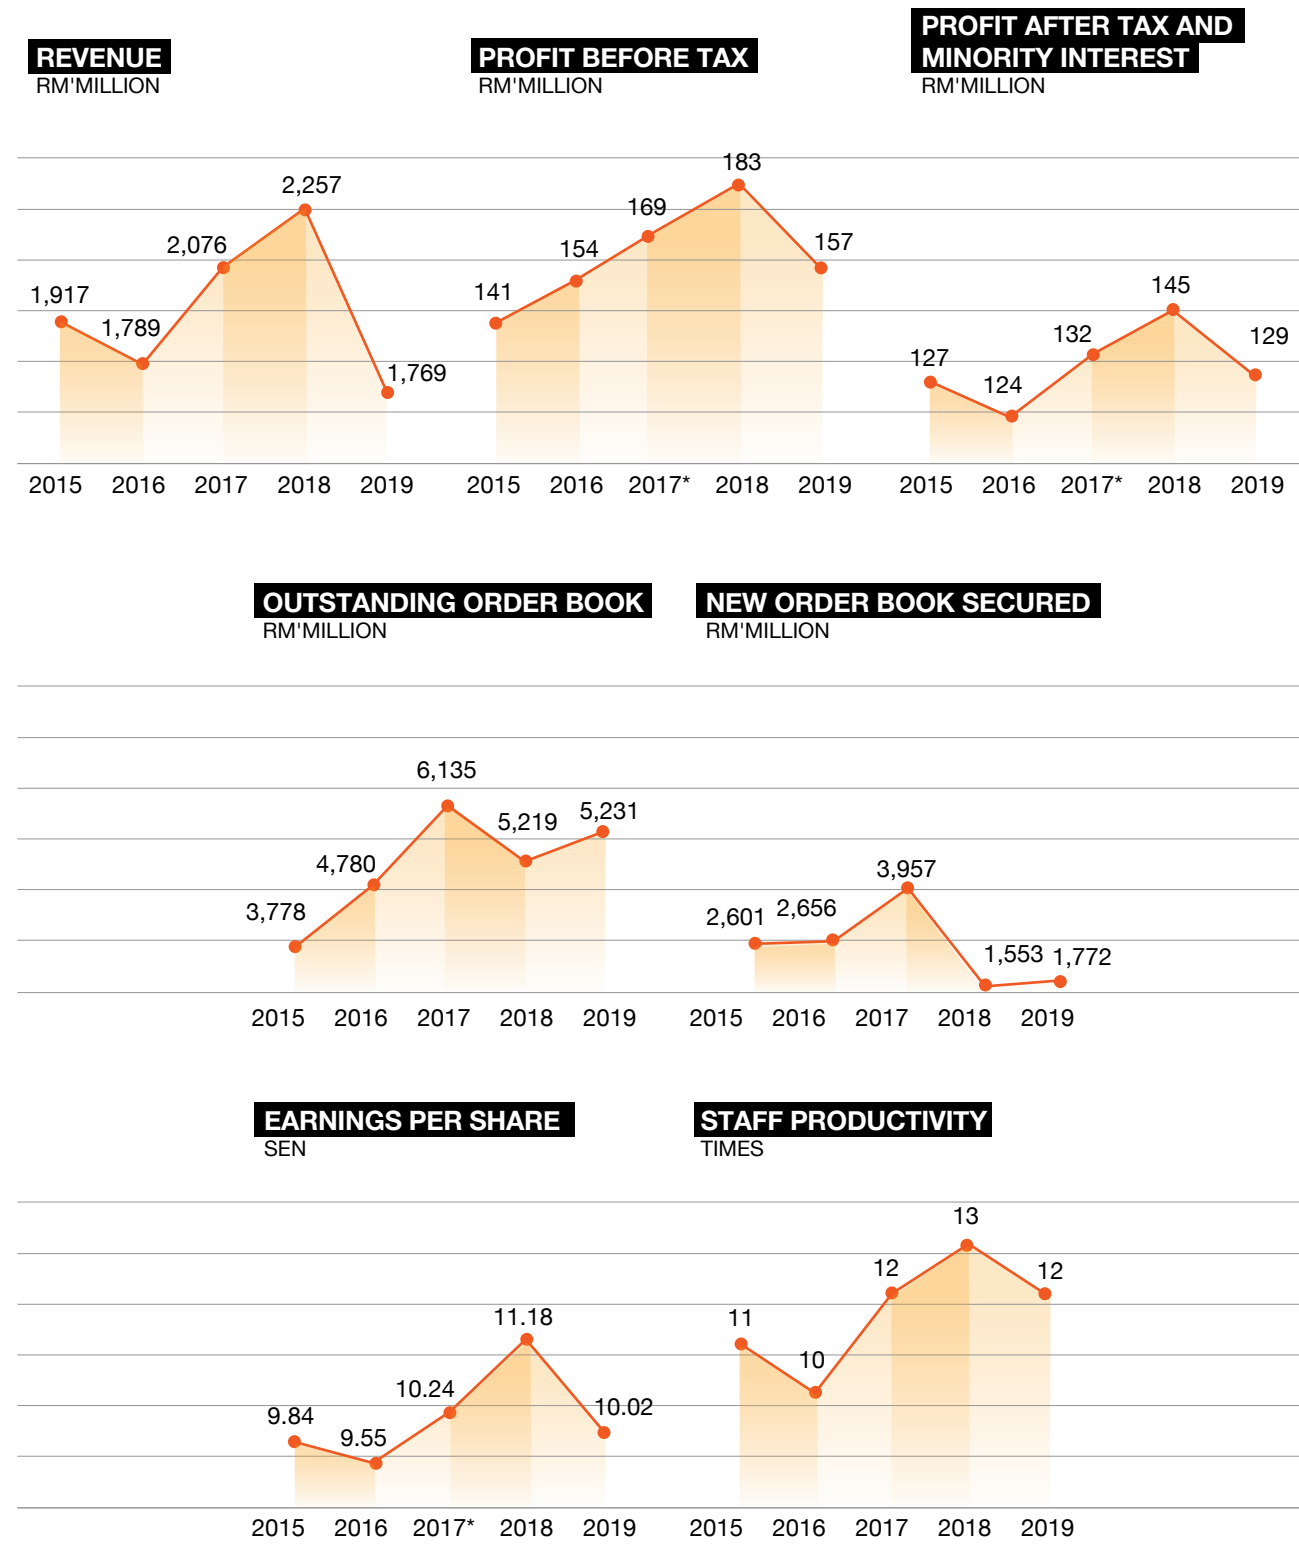 REVENUE
RM'MILLION
1,917
1,789
2,076
2,257
1,769
2015 2016 2017 2018 2019
PROFIT BEFORE TAX
RM'MILLION
141
154
169
183
157
2015 2016 2017* 2018 2019
PROFIT AFTER TAX AND
MINORITY INTEREST
RM'MILLION
127
124
132
145
129
2015 2016 2017* 2018 2019
OUTSTANDING ORDER BOOK
RM'MILLION
3,778
4,780
6,135
5,219
5,231
2015 2016 2017 2018 2019
NEW ORDER BOOK SECURED
RM'MILLION
2,601
2,656
3,957
1,553
1,772
2015 2016 2017 2018 2019
EARNINGS PER SHARE
SEN
9.84
9.55
10.24
11.18
10.02
2015 2016 2017* 2018 2019
STAFF PRODUCTIVITY
TIMES
11
10
12
13
12
2015 2016 2017 2018 2019